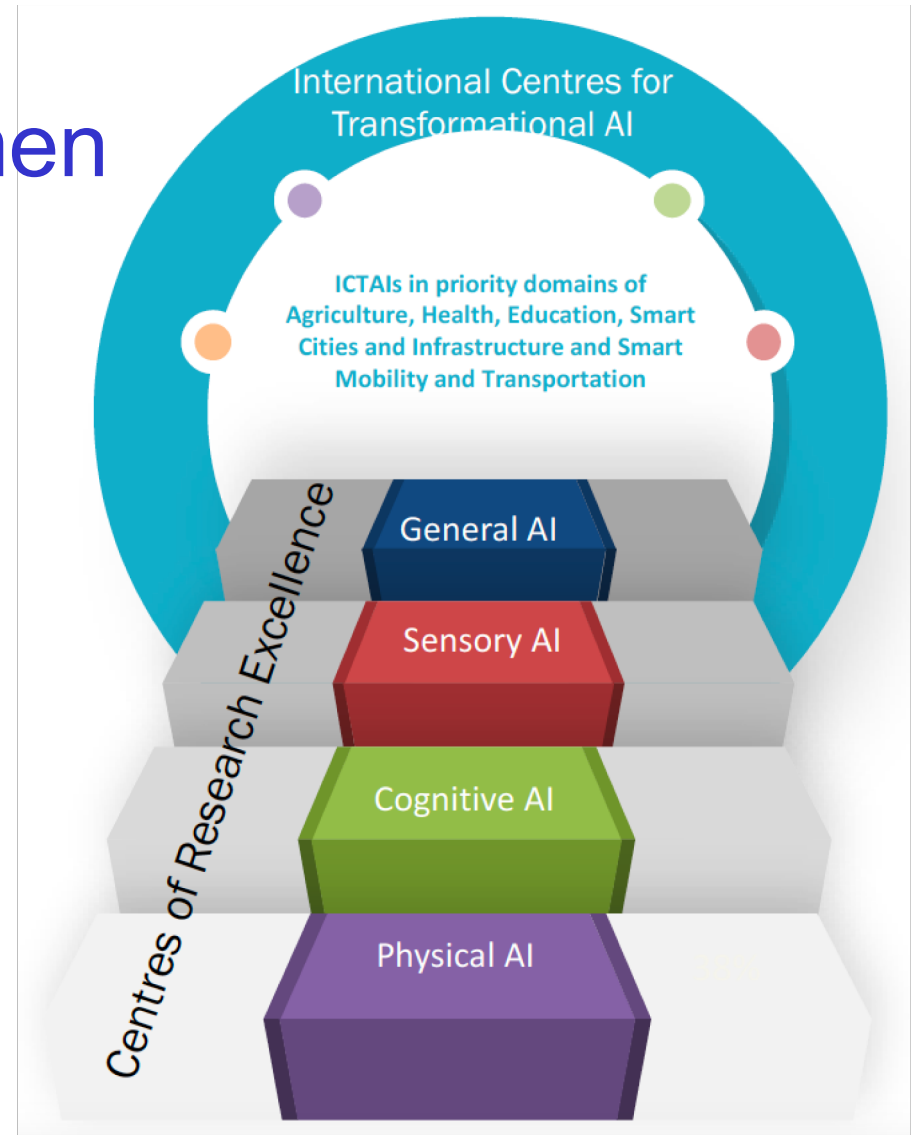 International Centres for
Transformational AI
ICTAIs in priority domains of
Agriculture, Health, Education, Smart
Cities and Infrastructure and Smart
Mobility and Transportation
General AI
Sensory AI
Cognitive AI
Physical AI
Centres of Research Excellence